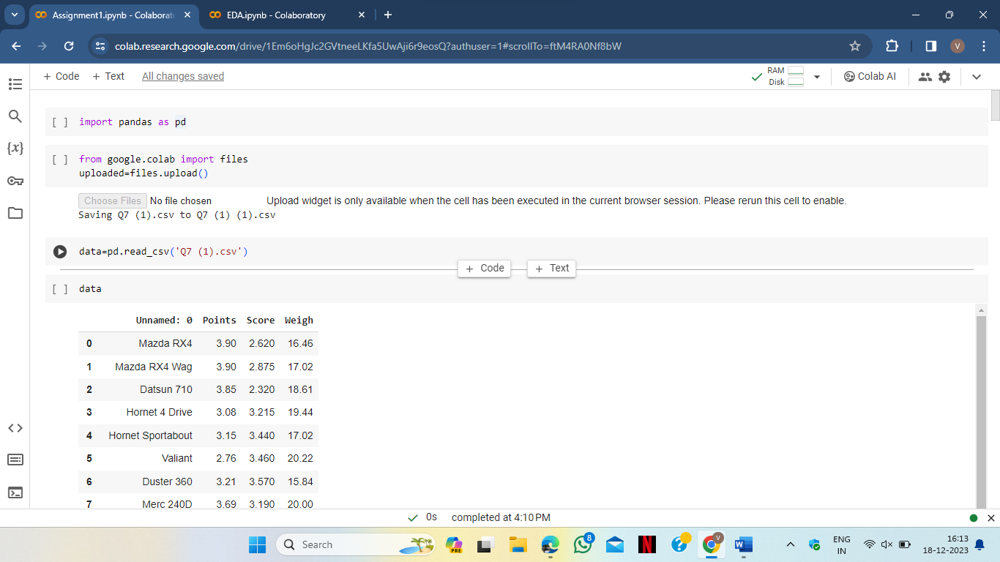 Assignment1.ipynb - Colaborato
EDA.ipynb - Colaboratory
colab.research.google.com/drive/1Em6oHgJc2GVtneeLKfa5UwAji6r9eosQ?authuser=1#scrollTo=ftM4RA0Nf8bW
V
+ Code + Text All changes saved
RAM
Disk
Colab AI
[ ] import pandas as pd
[ ] from google.colab import files
uploaded=files.upload()
Choose Files No file chosen Upload widget is only available when the cell has been executed in the current browser session. Please rerun this cell to enable.
Saving Q7 (1).csv to Q7 (1) (1).csv
data=pd.read_csv('Q7 (1).csv')
+ Code + Text
[ ] data
Unnamed: 0 Points Score Weigh
0 Mazda RX4 3.90 2.620 16.46
1 Mazda RX4 Wag 3.90 2.875 17.02
2 Datsun 710 3.85 2.320 18.61
3 Hornet 4 Drive 3.08 3.215 19.44
4 Hornet Sportabout 3.15 3.440 17.02
5 Valiant 2.76 3.460 20.22
6 Duster 360 3.21 3.570 15.84
7 Merc 240D 3.69 3.190 20.00
{x}
0s completed at 4:10 PM
Search
PRE
8
N
?
V
W
ENG
IN
16:13
18-12-2023